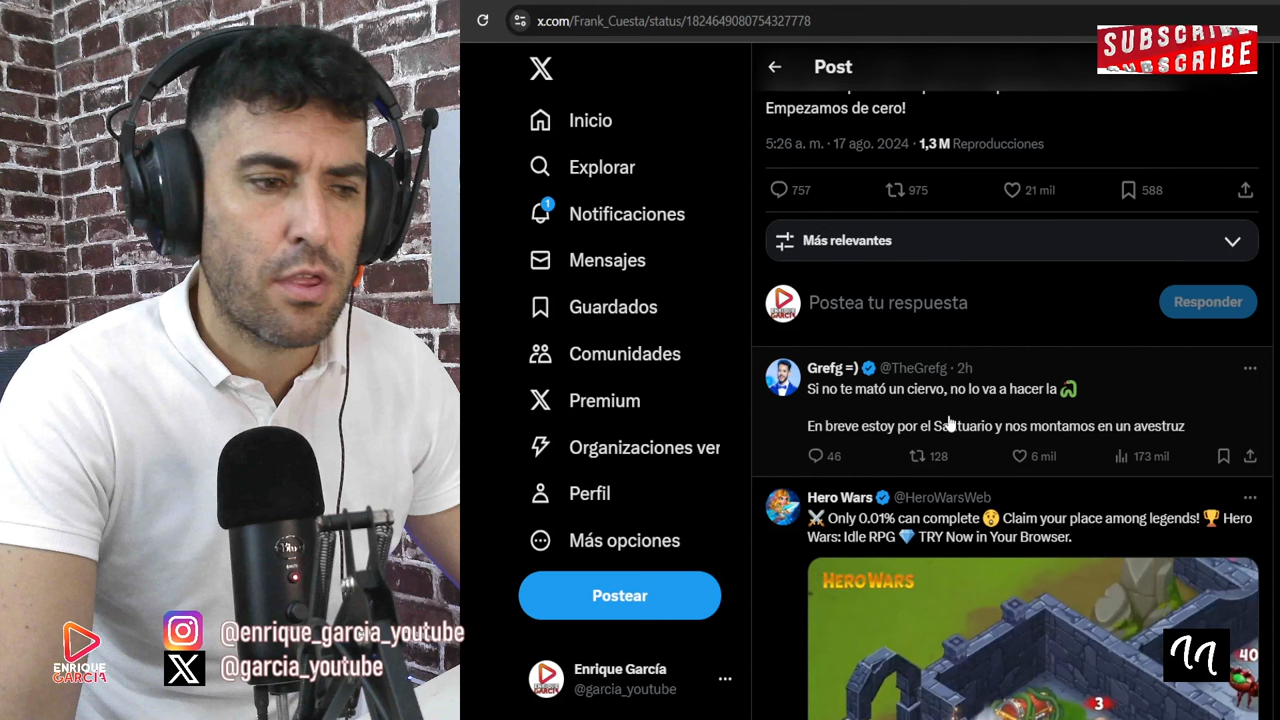 x.com/Frank_Cuesta/status/1824649080754327778
SUBSCRIBE
SUBSCRIBE
Post
Inicio
Explorar
1
Notificaciones
Mensajes
Guardados
Comunidades
Premium
Organizaciones ver
Perfil
Más opciones
Postear
Enrique García
@garcia_youtube
Empezamos de cero!
5:26 a. m. · 17 ago. 2024 · 1,3 M Reproducciones
757 975 21 mil 588
Más relevantes
Postea tu respuesta
Responder
Grefg =) @TheGrefg · 2h
Si no te mató un ciervo, no lo va a hacer la 🐍
En breve estoy por el Santuario y nos montamos en un avestruz
46 128 6 mil 173 mil
Hero Wars @HeroWarsWeb
⚔️ Only 0.01% can complete 😲 Claim your place among legends! 🏆 Hero
Wars: Idle RPG 💎 TRY Now in Your Browser.
HERO WARS
40
3
ENRIQUE
GARCÍA
@enrique_garcia_youtube
@garcia_youtube